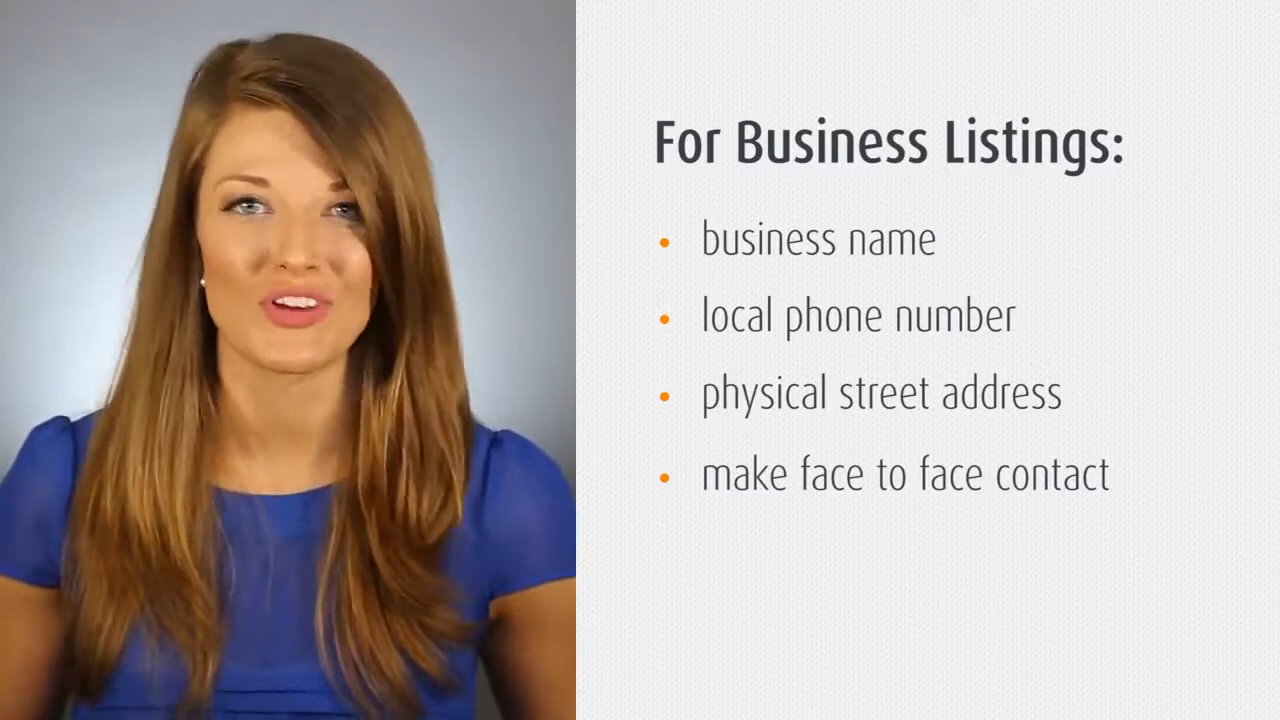 For Business Listings:
• business name
• local phone number
• physical street address
• make face to face contact